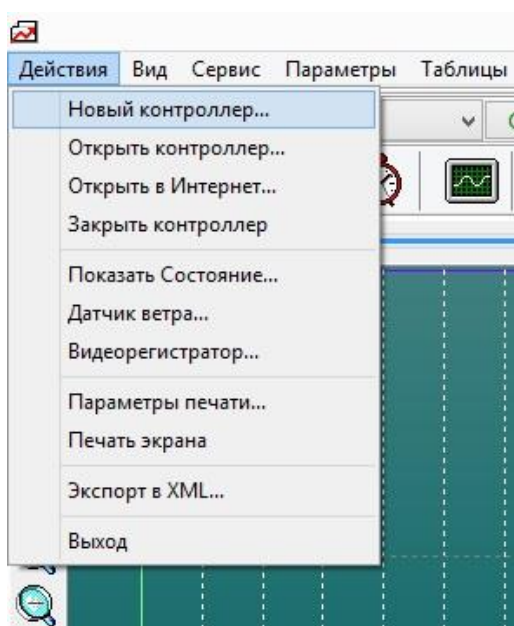 Действия Вид Сервис Параметры Таблицы
Новый контроллер...
Открыть контроллер...
Открыть в Интернет...
Закрыть контроллер
Показать Состояние...
Датчик ветра...
Видеорегистратор...
Параметры печати...
Печать экрана
Экспорт в XML...
Выход